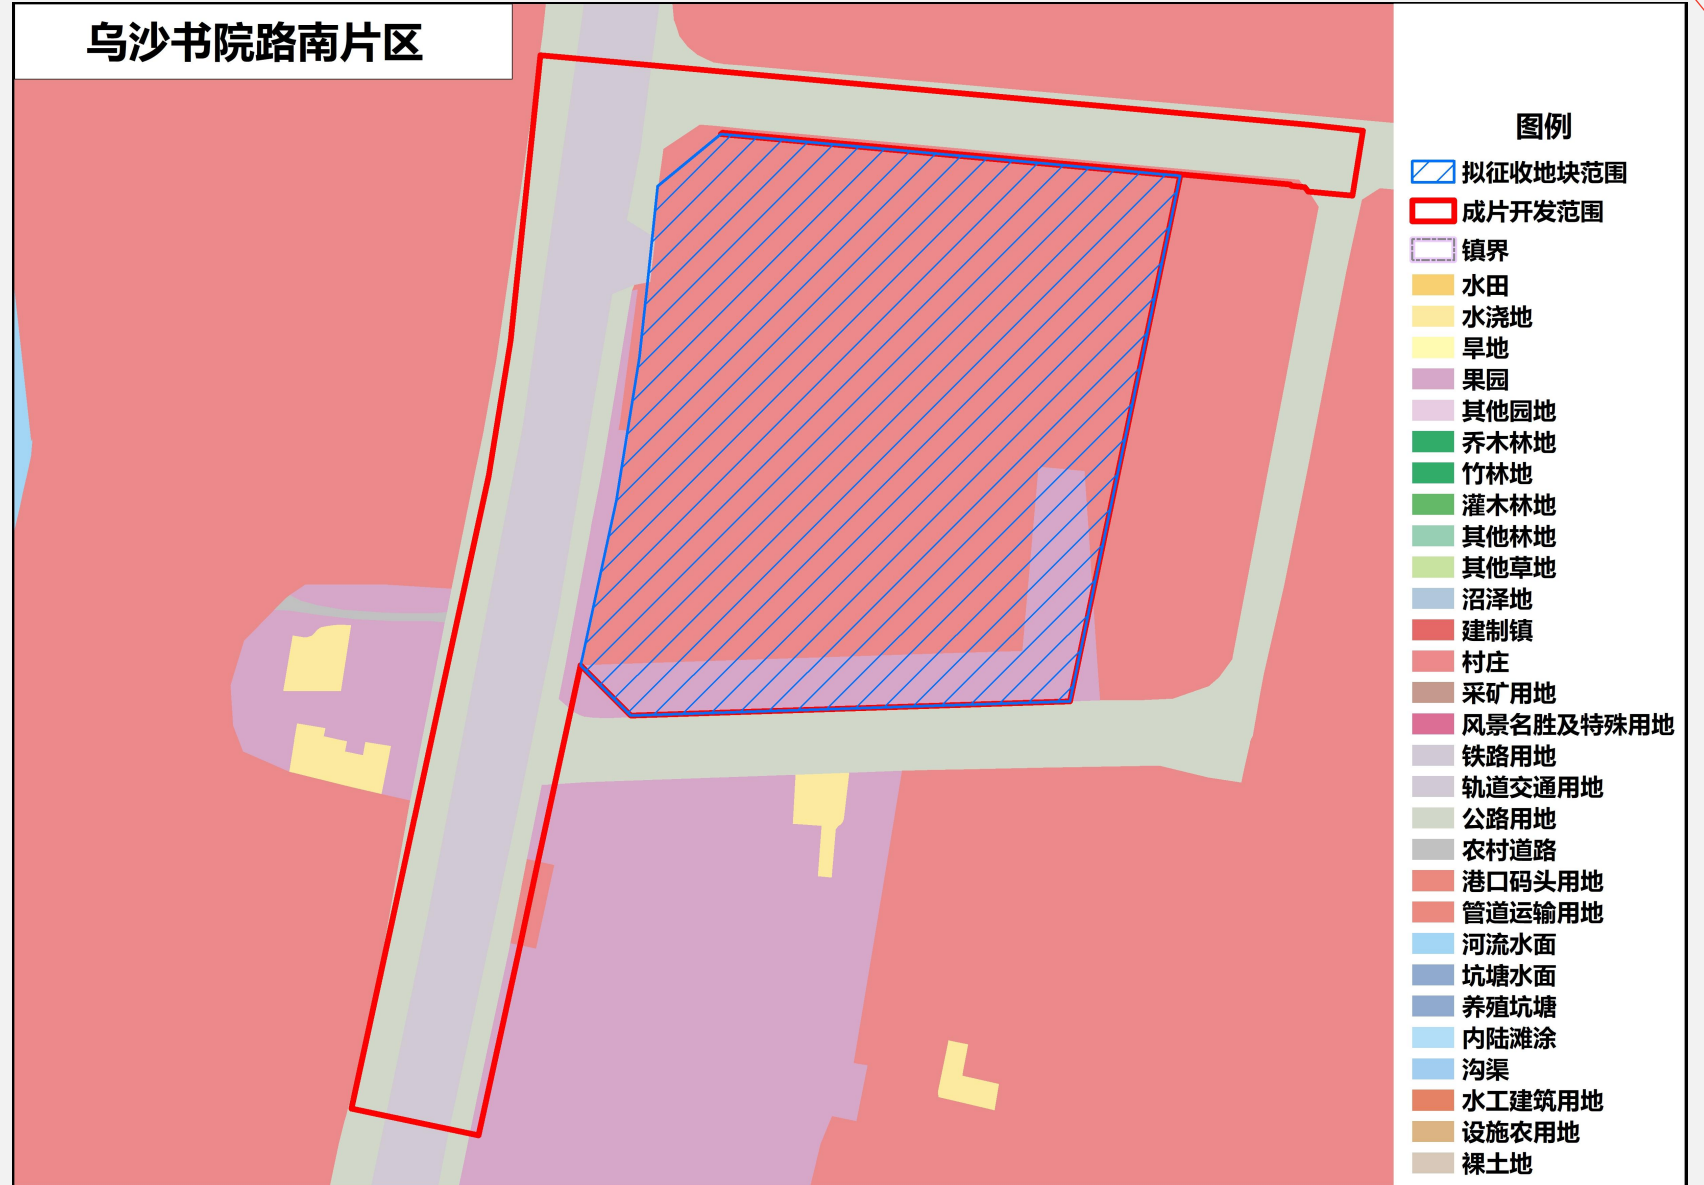 乌沙书院路南片区
图例
拟征收地块范围
成片开发范围
镇界
水田
水浇地
旱地
果园
其他园地
乔木林地
竹林地
灌木林地
其他林地
其他草地
沼泽地
建制镇
村庄
采矿用地
风景名胜及特殊用地
铁路用地
轨道交通用地
公路用地
农村道路
港口码头用地
管道运输用地
河流水面
坑塘水面
养殖坑塘
内陆滩涂
沟渠
水工建筑用地
设施农用地
裸土地